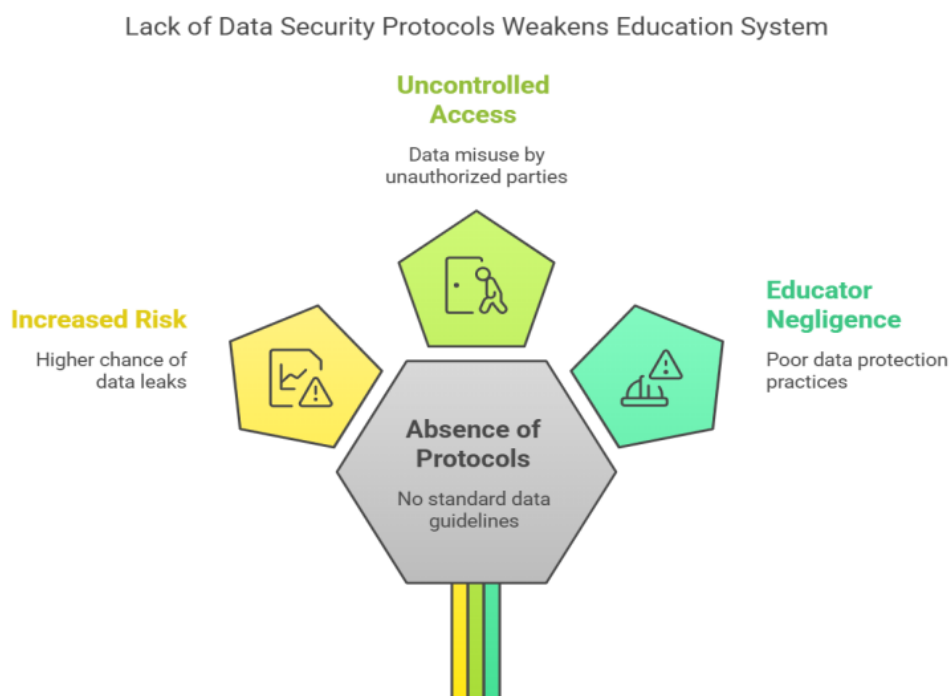 Lack of Data Security Protocols Weakens Education System
Uncontrolled
Access
Data misuse by
unauthorized parties
Increased Risk
Higher chance of
data leaks
Educator
Negligence
Poor data protection
practices
Absence of
Protocols
No standard data
guidelines